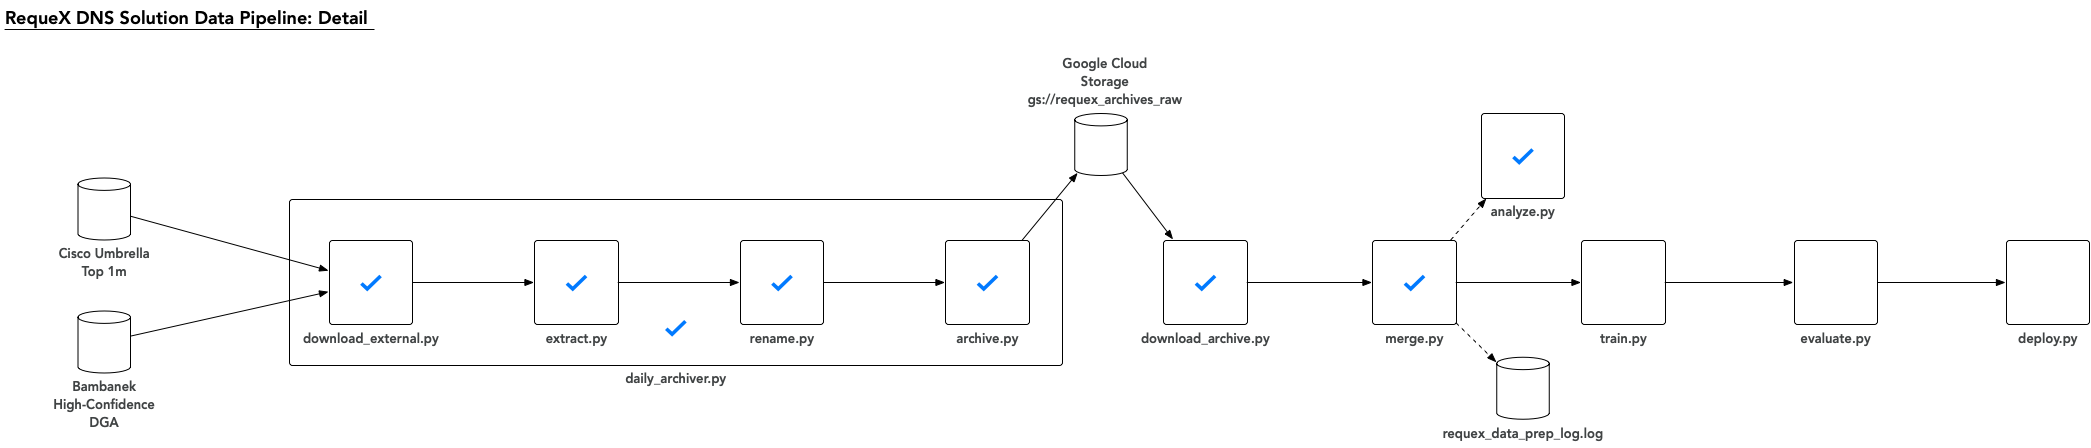 RequeX DNS Solution Data Pipeline: Detail
Google Cloud
Storage
gs://requex_archives_raw
Cisco Umbrella
Top 1m
Bambanek
High-Confidence
DGA
download_external.py
extract.py
rename.py
archive.py
daily_archiver.py
download_archive.py
merge.py
analyze.py
train.py
evaluate.py
deploy.py
requex_data_prep_log.log